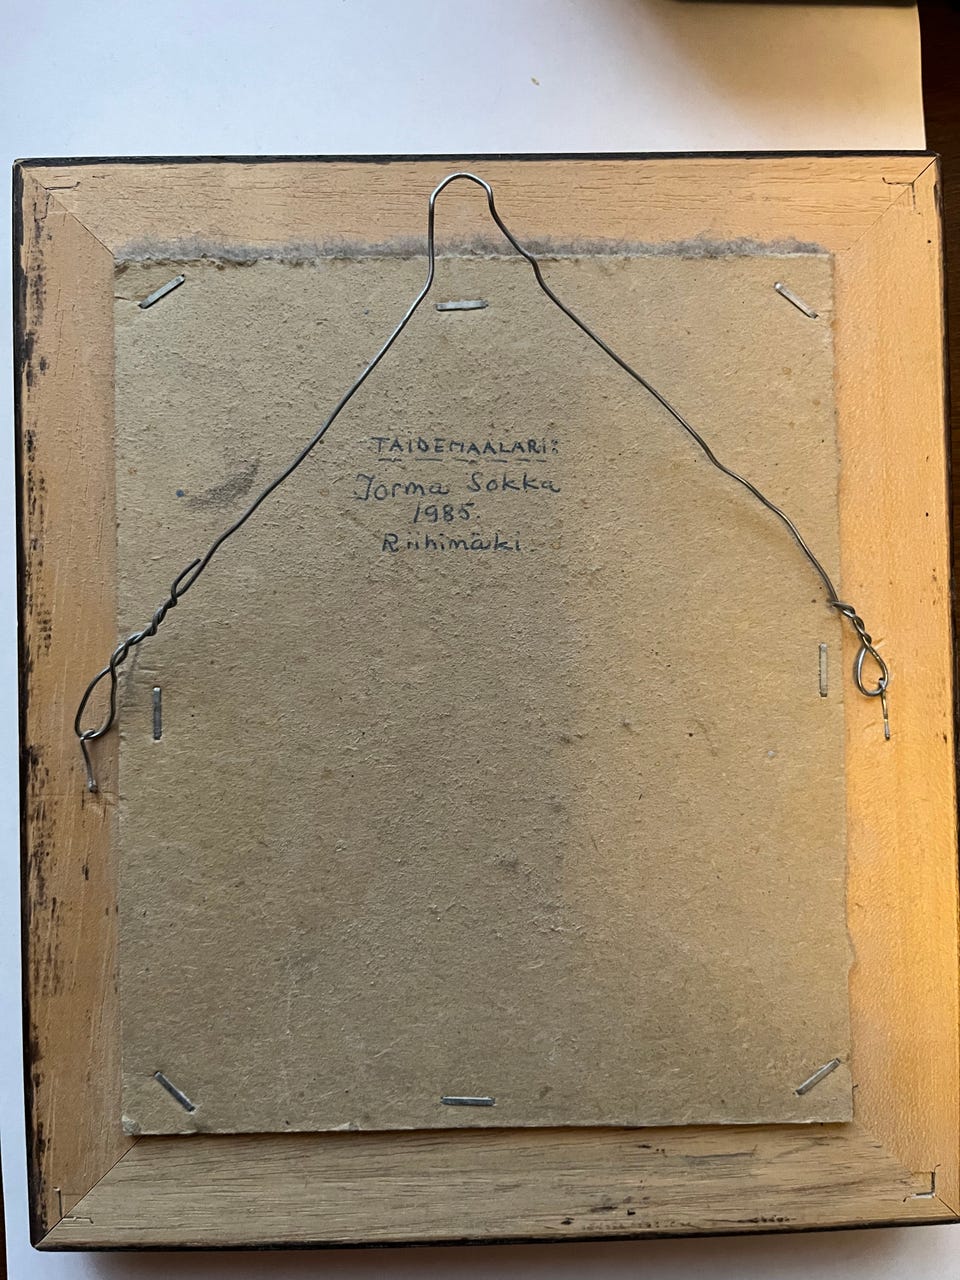 TAIDEMAALARI:
Jorma Sokka
1985.
Riihimäki.